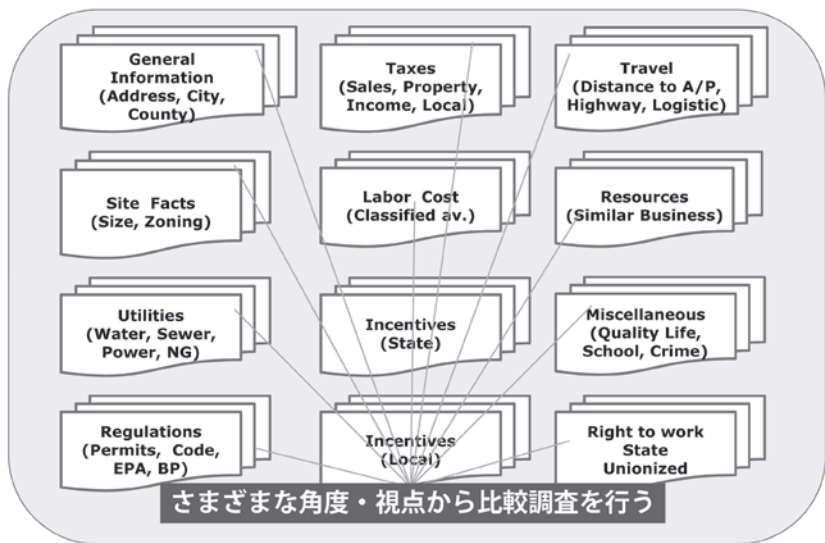 General
Information
(Address, City,
County)
Taxes
(Sales, Property,
Income, Local)
Travel
(Distance to A/P,
Highway, Logistic)
Site Facts
(Size, Zoning)
Labor Cost
(Classified av.)
Resources
(Similar Business)
Utilities
(Water, Sewer,
Power, NG)
Incentives
(State)
Miscellaneous
(Quality Life,
School, Crime)
Regulations
(Permits, Code,
EPA, BP)
Incentives
(Local)
Right to work
State
Unionized
さまざまな角度・視点から比較調査を行う